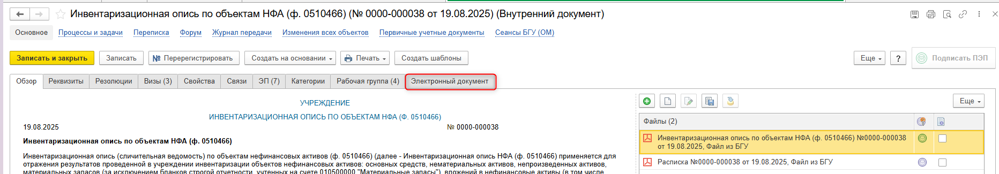 Инвентаризационная опись по объектам НФА (ф. 0510466) (№ 0000-000038 от 19.08.2025) (Внутренний документ)
Основное Процессы и задачи Переписка Форум Журнал передачи Изменения всех объектов Первичные учетные документы Сеансы БГУ (ОМ)
Записать и закрыть Записать № Перерегистрировать Создать на основании Печать Создать шаблоны Еще ? Подписать ПЭП
Обзор Реквизиты Резолюции Визы (3) Свойства Связи ЭП (7) Категории Рабочая группа (4) Электронный документ
УЧРЕЖДЕНИЕ
ИНВЕНТАРИЗАЦИОННАЯ ОПИСЬ ПО ОБЪЕКТАМ НФА (Ф. 0510466)
19.08.2025 № 0000-000038
Инвентаризационная опись по объектам НФА (ф. 0510466)
Инвентаризационная опись (сличительная ведомость) по объектам нефинансовых активов (ф. 0510466) (далее - Инвентаризационная опись НФА (ф. 0510466) применяется для
отражения результатов проведенной в учреждении инвентаризации объектов нефинансовых активов: основных средств, нематериальных активов, непроизведенных активов,
материальных запасов (за исключением бланков строгой отчетности, учтенных на счете 010500000 "Материальные запасы"), вложений в нефинансовые активы (в том числе
Еще
Файлы (2)
Инвентаризационная опись по объектам НФА (ф. 0510466) №0000-000038
от 19.08.2025, Файл из БГУ
Расписка №0000-000038 от 19.08.2025, Файл из БГУ